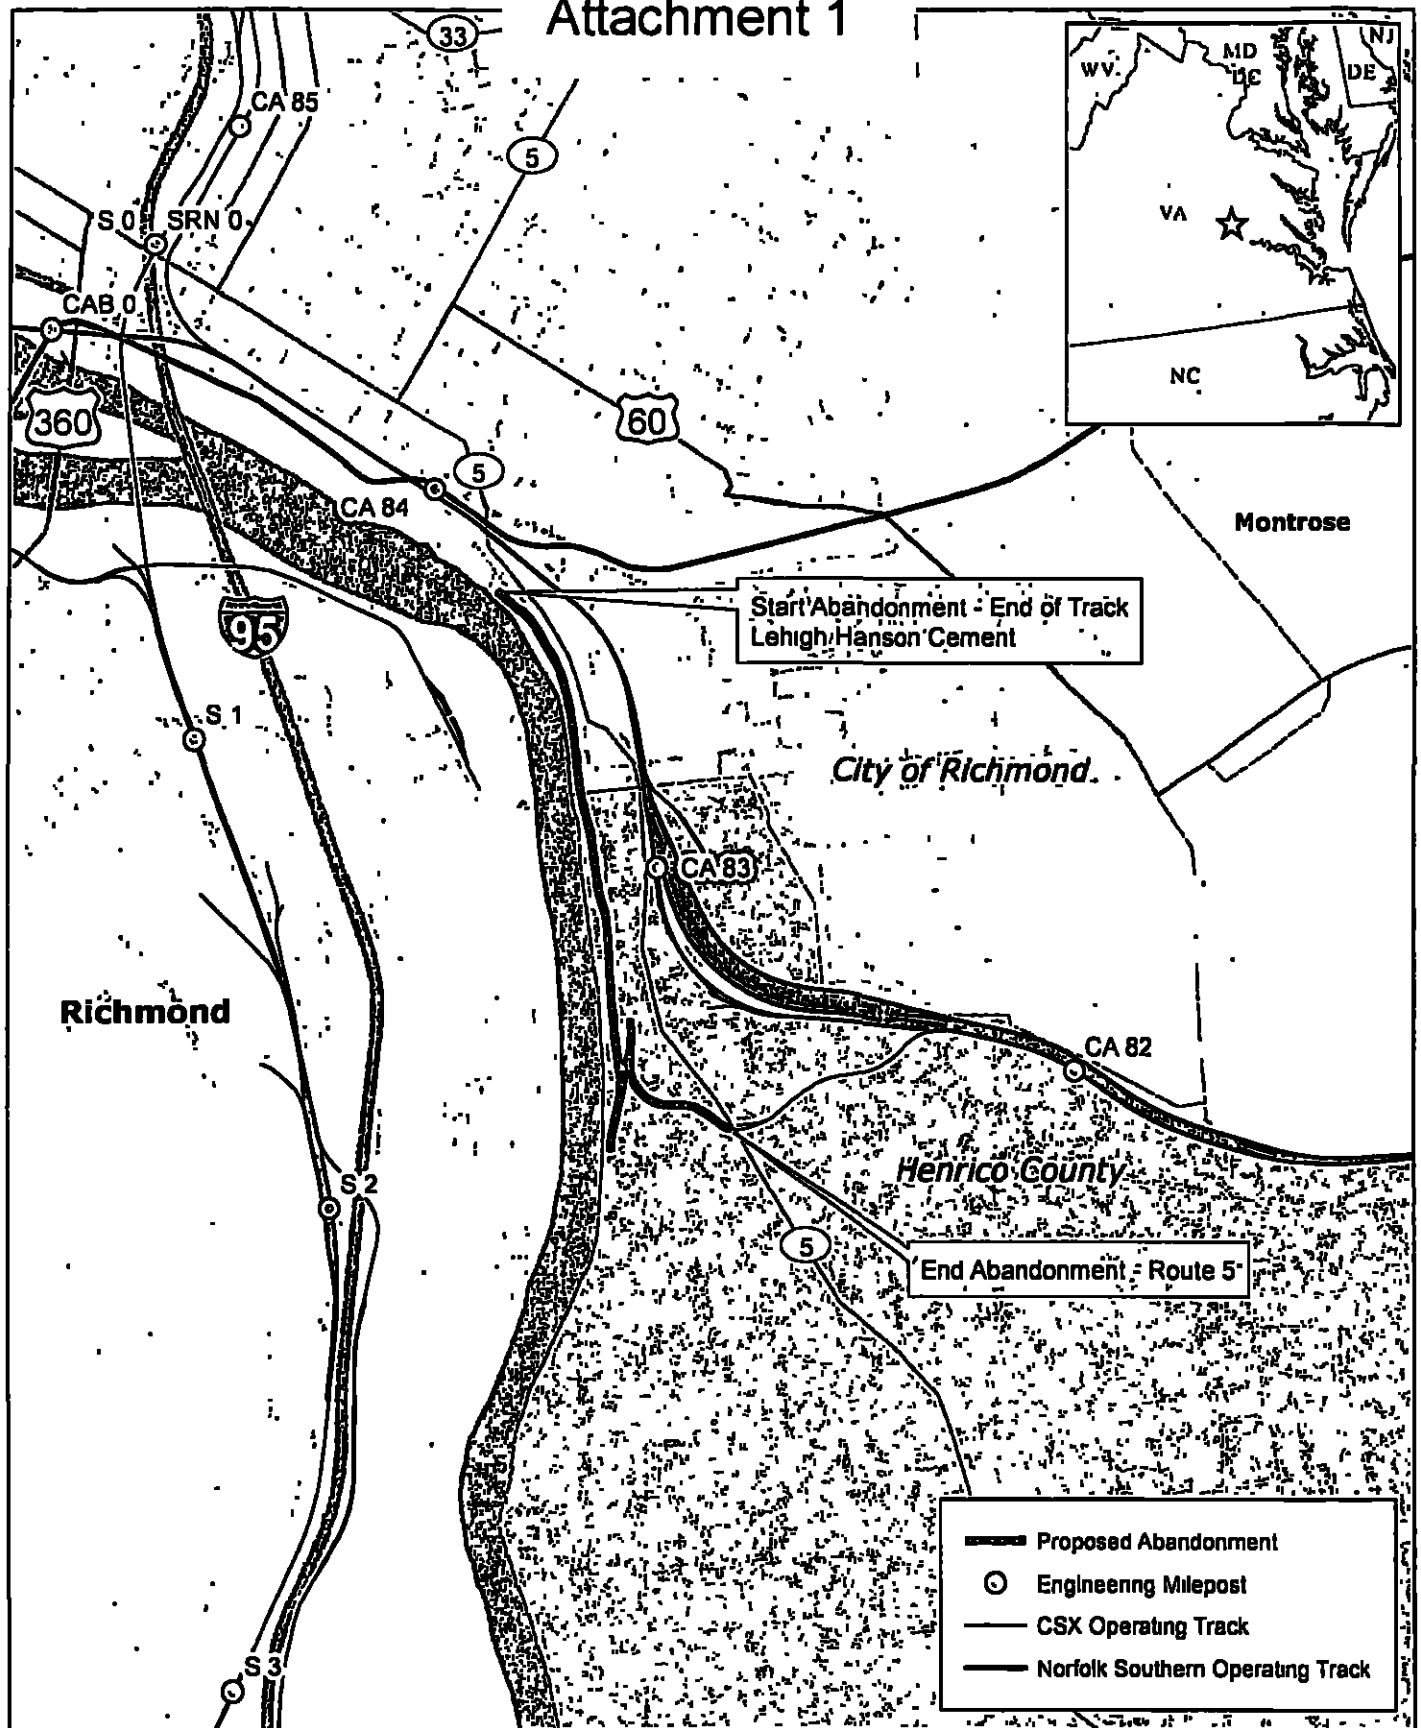 Attachment 1
33
WV
MD
DC
NJ
DE
CA 85
5
S 0
SRN 0
VA
CAB 0
NC
360
60
5
CA 84
Montrose
95
Start Abandonment - End of Track
Lehigh Hanson Cement
S 1
City of Richmond
CA 83
Richmond
CA 82
Henrico County
S 2
5
End Abandonment - Route 5
Proposed Abandonment
Engineering Milepost
CSX Operating Track
Norfolk Southern Operating Track
S 3